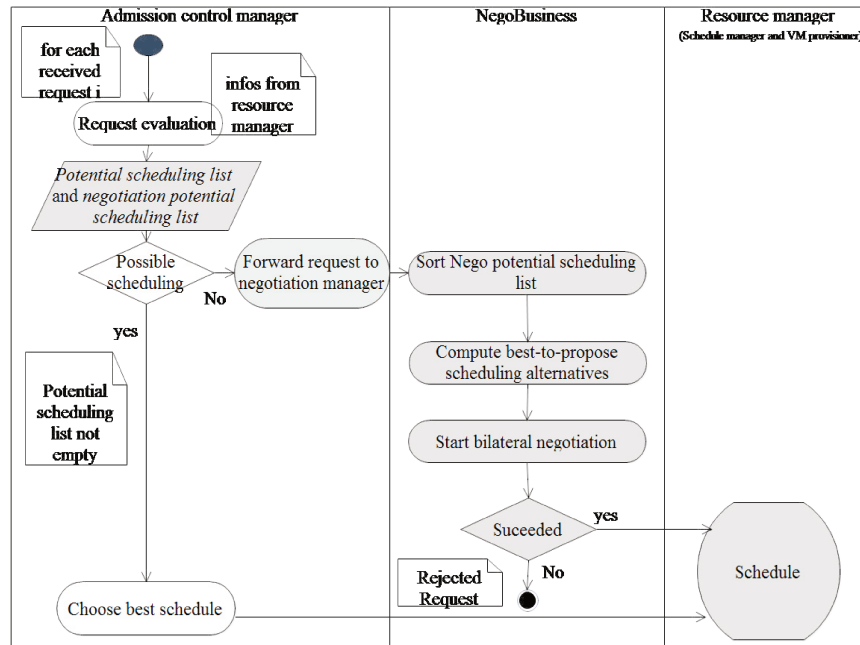 Admission control manager
NegoBusiness
Resource manager
(Schedule manager and VM provisioner)
for each
received
request i
infos from
resource
manager
Request evaluation
Potential scheduling list
and negotiation potential
scheduling list
Possible
scheduling
No
Forward request to
negotiation manager
Sort Nego potential scheduling
list
yes
Compute best-to-propose
scheduling alternatives
Potential
scheduling
list not
empty
Start bilateral negotiation
Suceeded
yes
No
Rejected
Request
Schedule
Choose best schedule